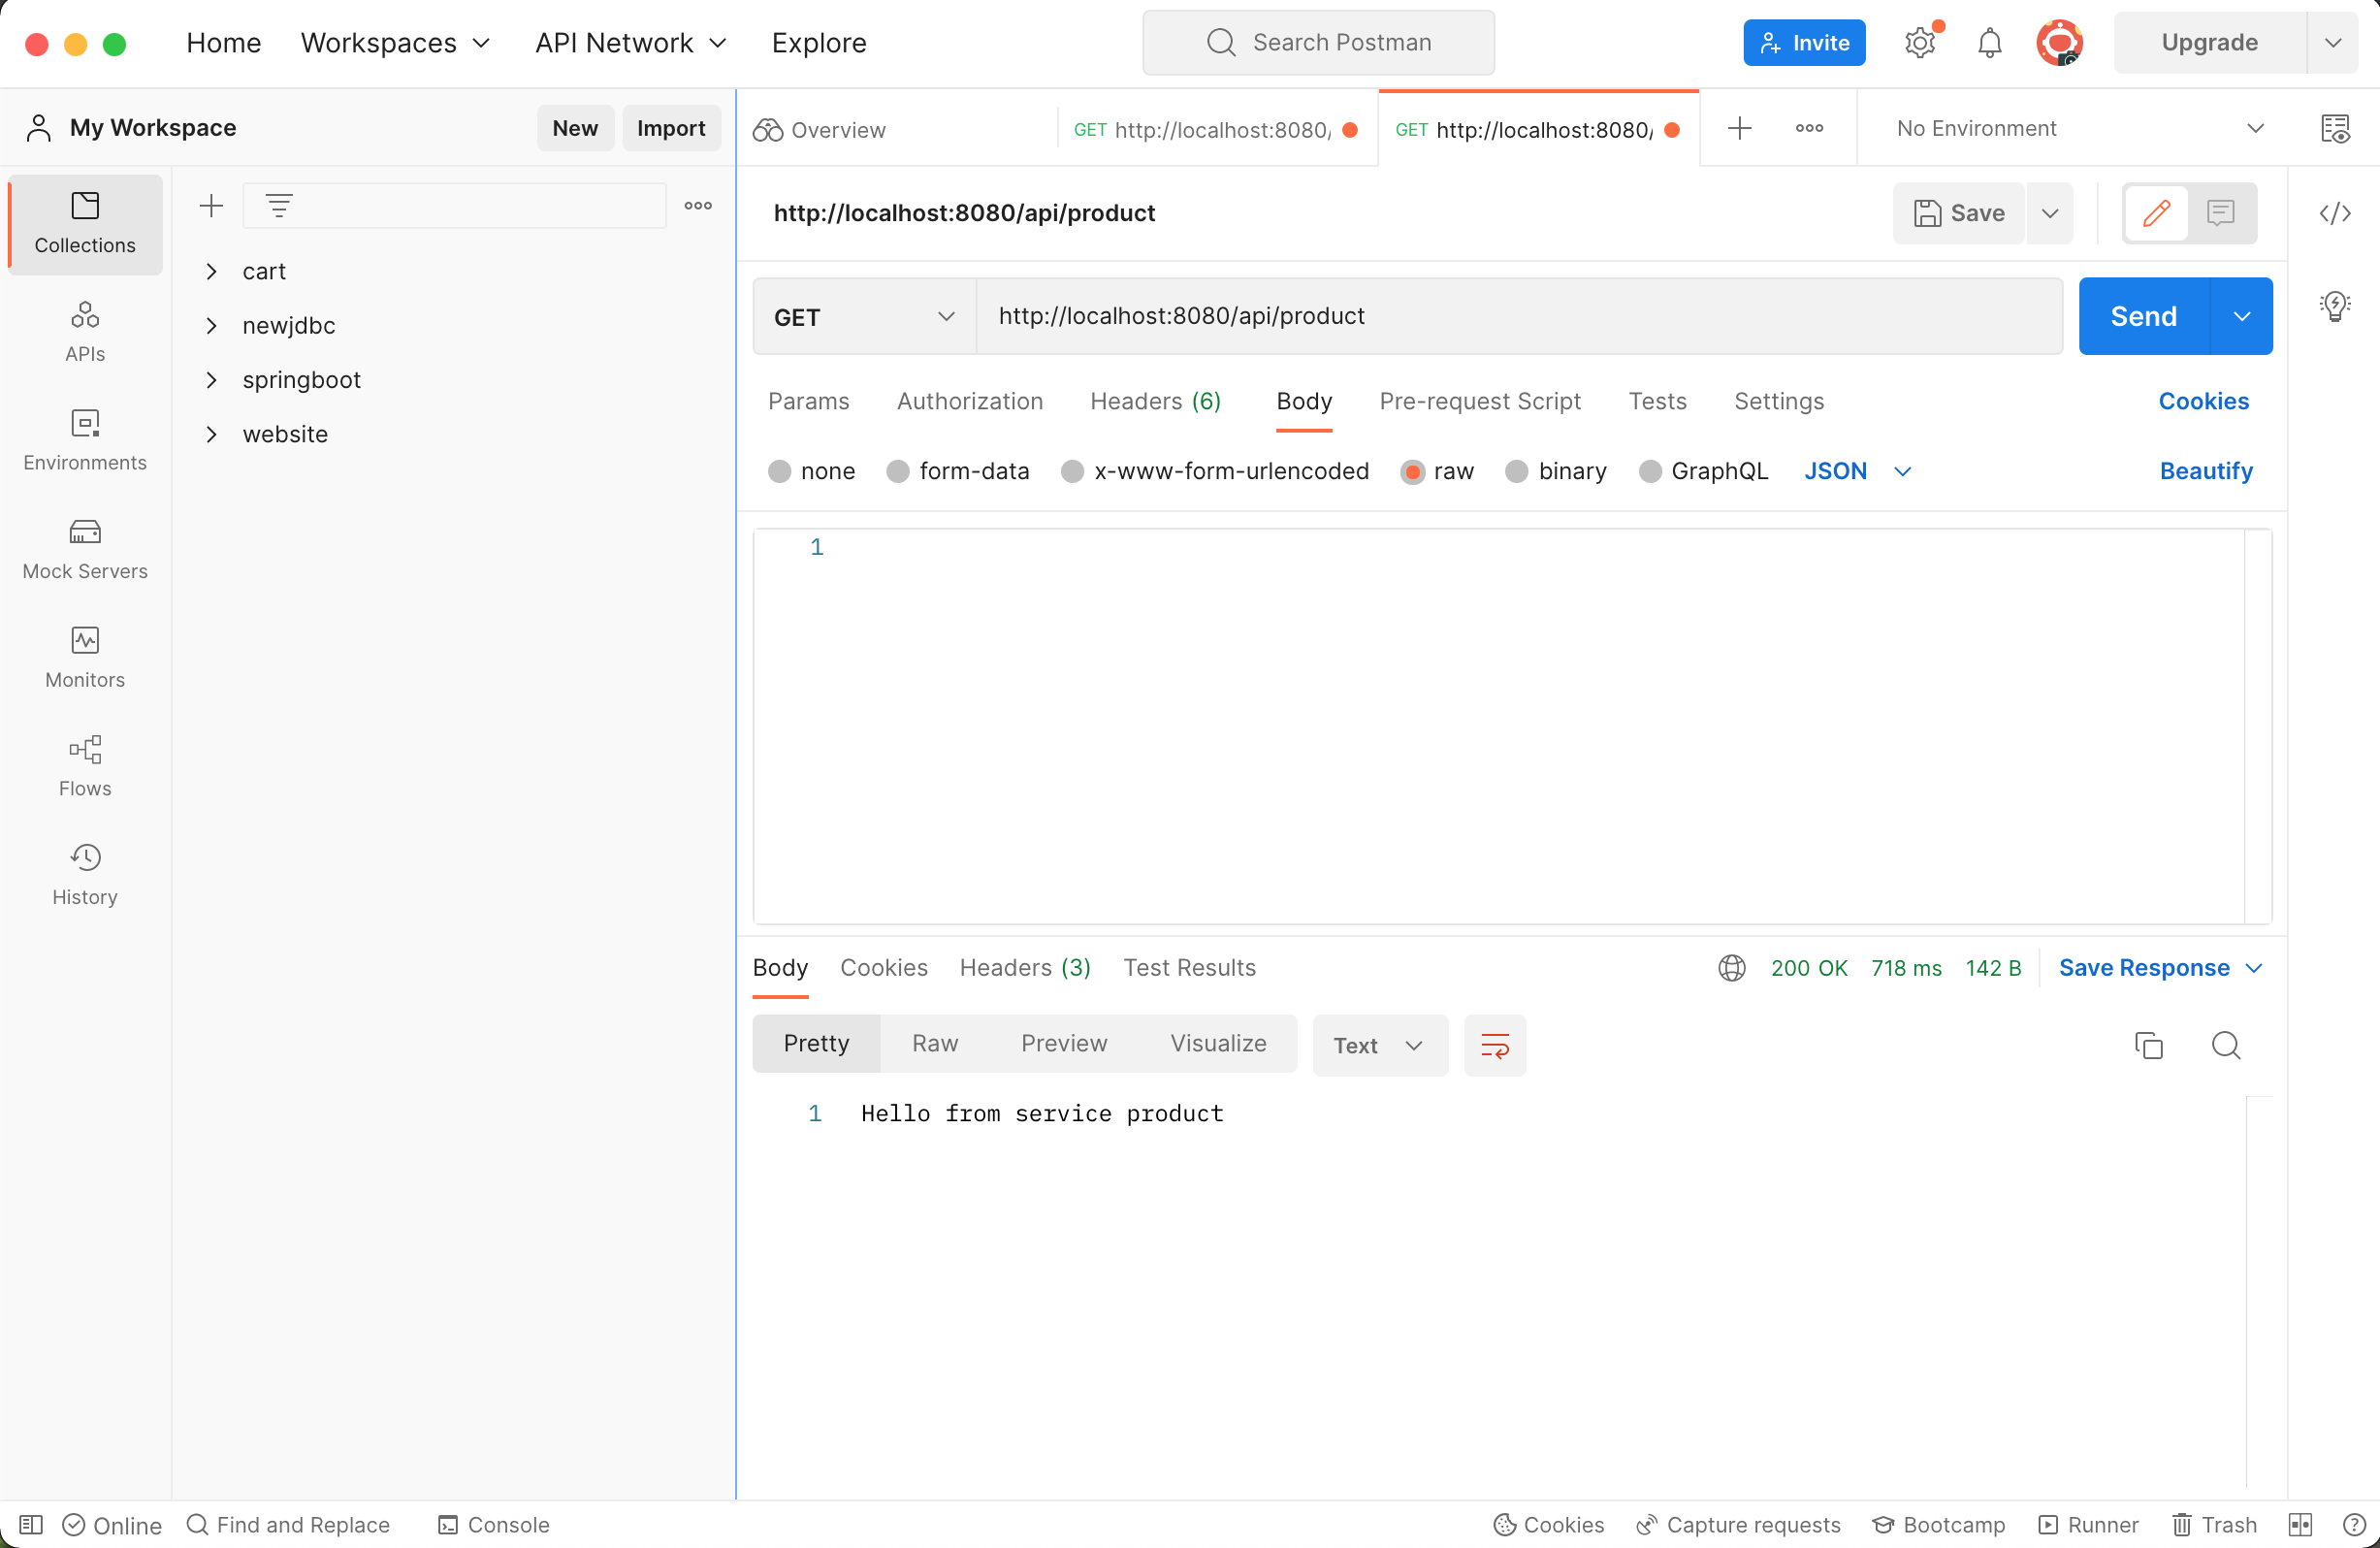 Home Workspaces API Network Explore Search Postman Invite Upgrade
My Workspace New Import Overview GET http://localhost:8080/ GET http://localhost:8080/ No Environment
Collections
APIs
Environments
Mock Servers
Monitors
Flows
History
cart
newjdbc
springboot
website
http://localhost:8080/api/product Save
GET http://localhost:8080/api/product Send
Params Authorization Headers (6) Body Pre-request Script Tests Settings Cookies
none form-data x-www-form-urlencoded raw binary GraphQL JSON Beautify
1
Body Cookies Headers (3) Test Results 200 OK 718 ms 142 B Save Response
Pretty Raw Preview Visualize Text
1 Hello from service product
Online Find and Replace Console Cookies Capture requests Bootcamp Runner Trash